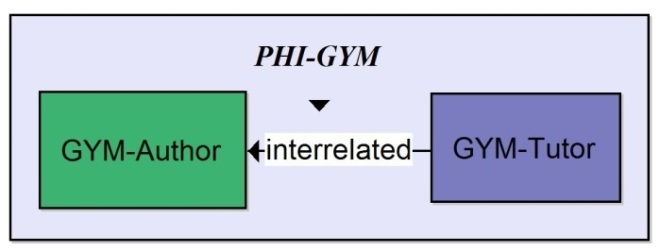 PHI-GYM
GYM-Author
interrelated
GYM-Tutor